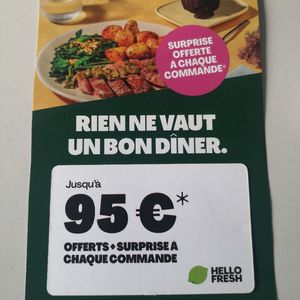 SURPRISE
OFFERTE
À CHAQUE
COMMANDE*
RIEN NE VAUT
UN BON DÎNER.
Jusqu'à
95 €*
OFFERTS + SURPRISE À
CHAQUE COMMANDE
HELLO
FRESH